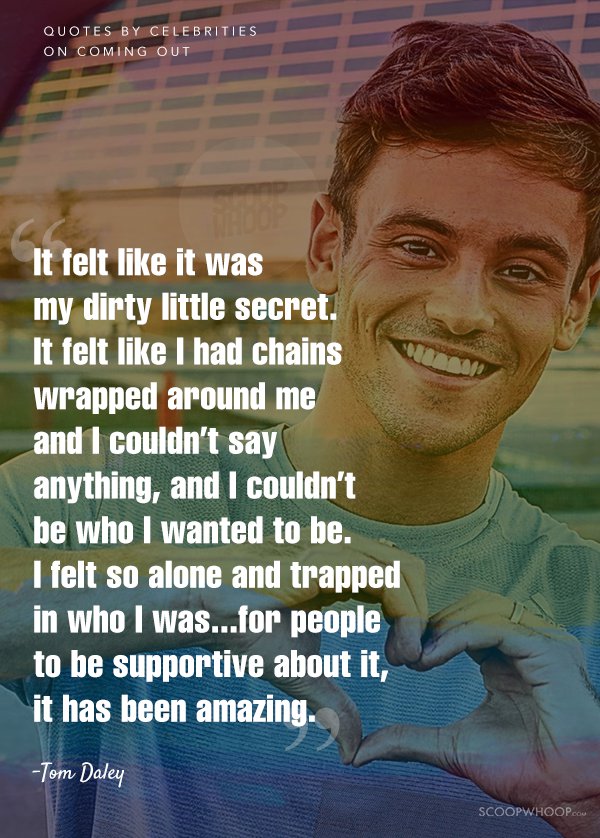 QUOTES BY CELEBRITIES
ON COMING OUT
SCOOP
WHOOP
“It felt like it was
my dirty little secret.
It felt like I had chains
wrapped around me
and I couldn’t say
anything, and I couldn’t
be who I wanted to be.
I felt so alone and trapped
in who I was...for people
to be supportive about it,
it has been amazing.”
-Tom Daley
SCOOPWHOOP.COM